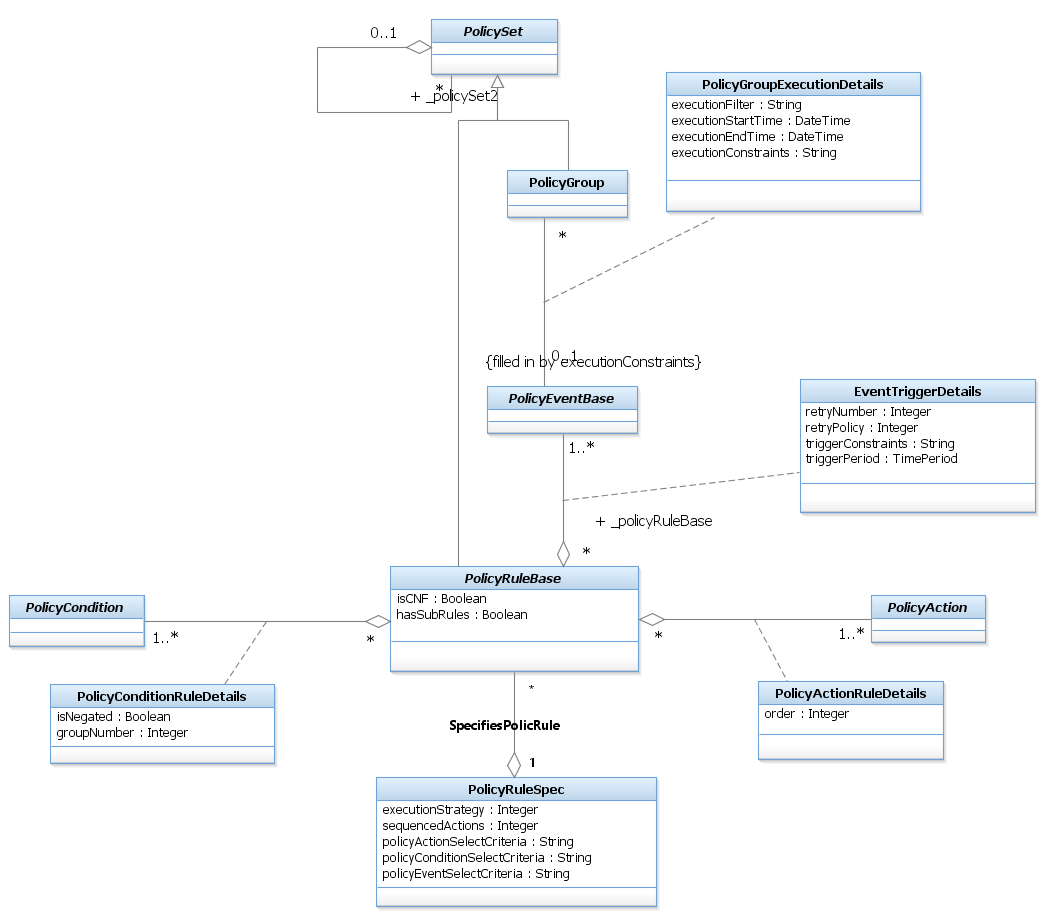 PolicySet
0..1
*
+ _policySet2
PolicyGroupExecutionDetails
executionFilter : String
executionStartTime : DateTime
executionEndTime : DateTime
executionConstraints : String
PolicyGroup
*
0..1
{filled in by executionConstraints}
PolicyEventBase
1..*
EventTriggerDetails
retryNumber : Integer
retryPolicy : Integer
triggerConstraints : String
triggerPeriod : TimePeriod
+ _policyRuleBase
*
PolicyRuleBase
isCNF : Boolean
hasSubRules : Boolean
PolicyCondition
1..*
*
PolicyAction
*
1..*
PolicyConditionRuleDetails
isNegated : Boolean
groupNumber : Integer
PolicyActionRuleDetails
order : Integer
*
SpecifiesPolicRule
1
PolicyRuleSpec
executionStrategy : Integer
sequencedActions : Integer
policyActionSelectCriteria : String
policyConditionSelectCriteria : String
policyEventSelectCriteria : String